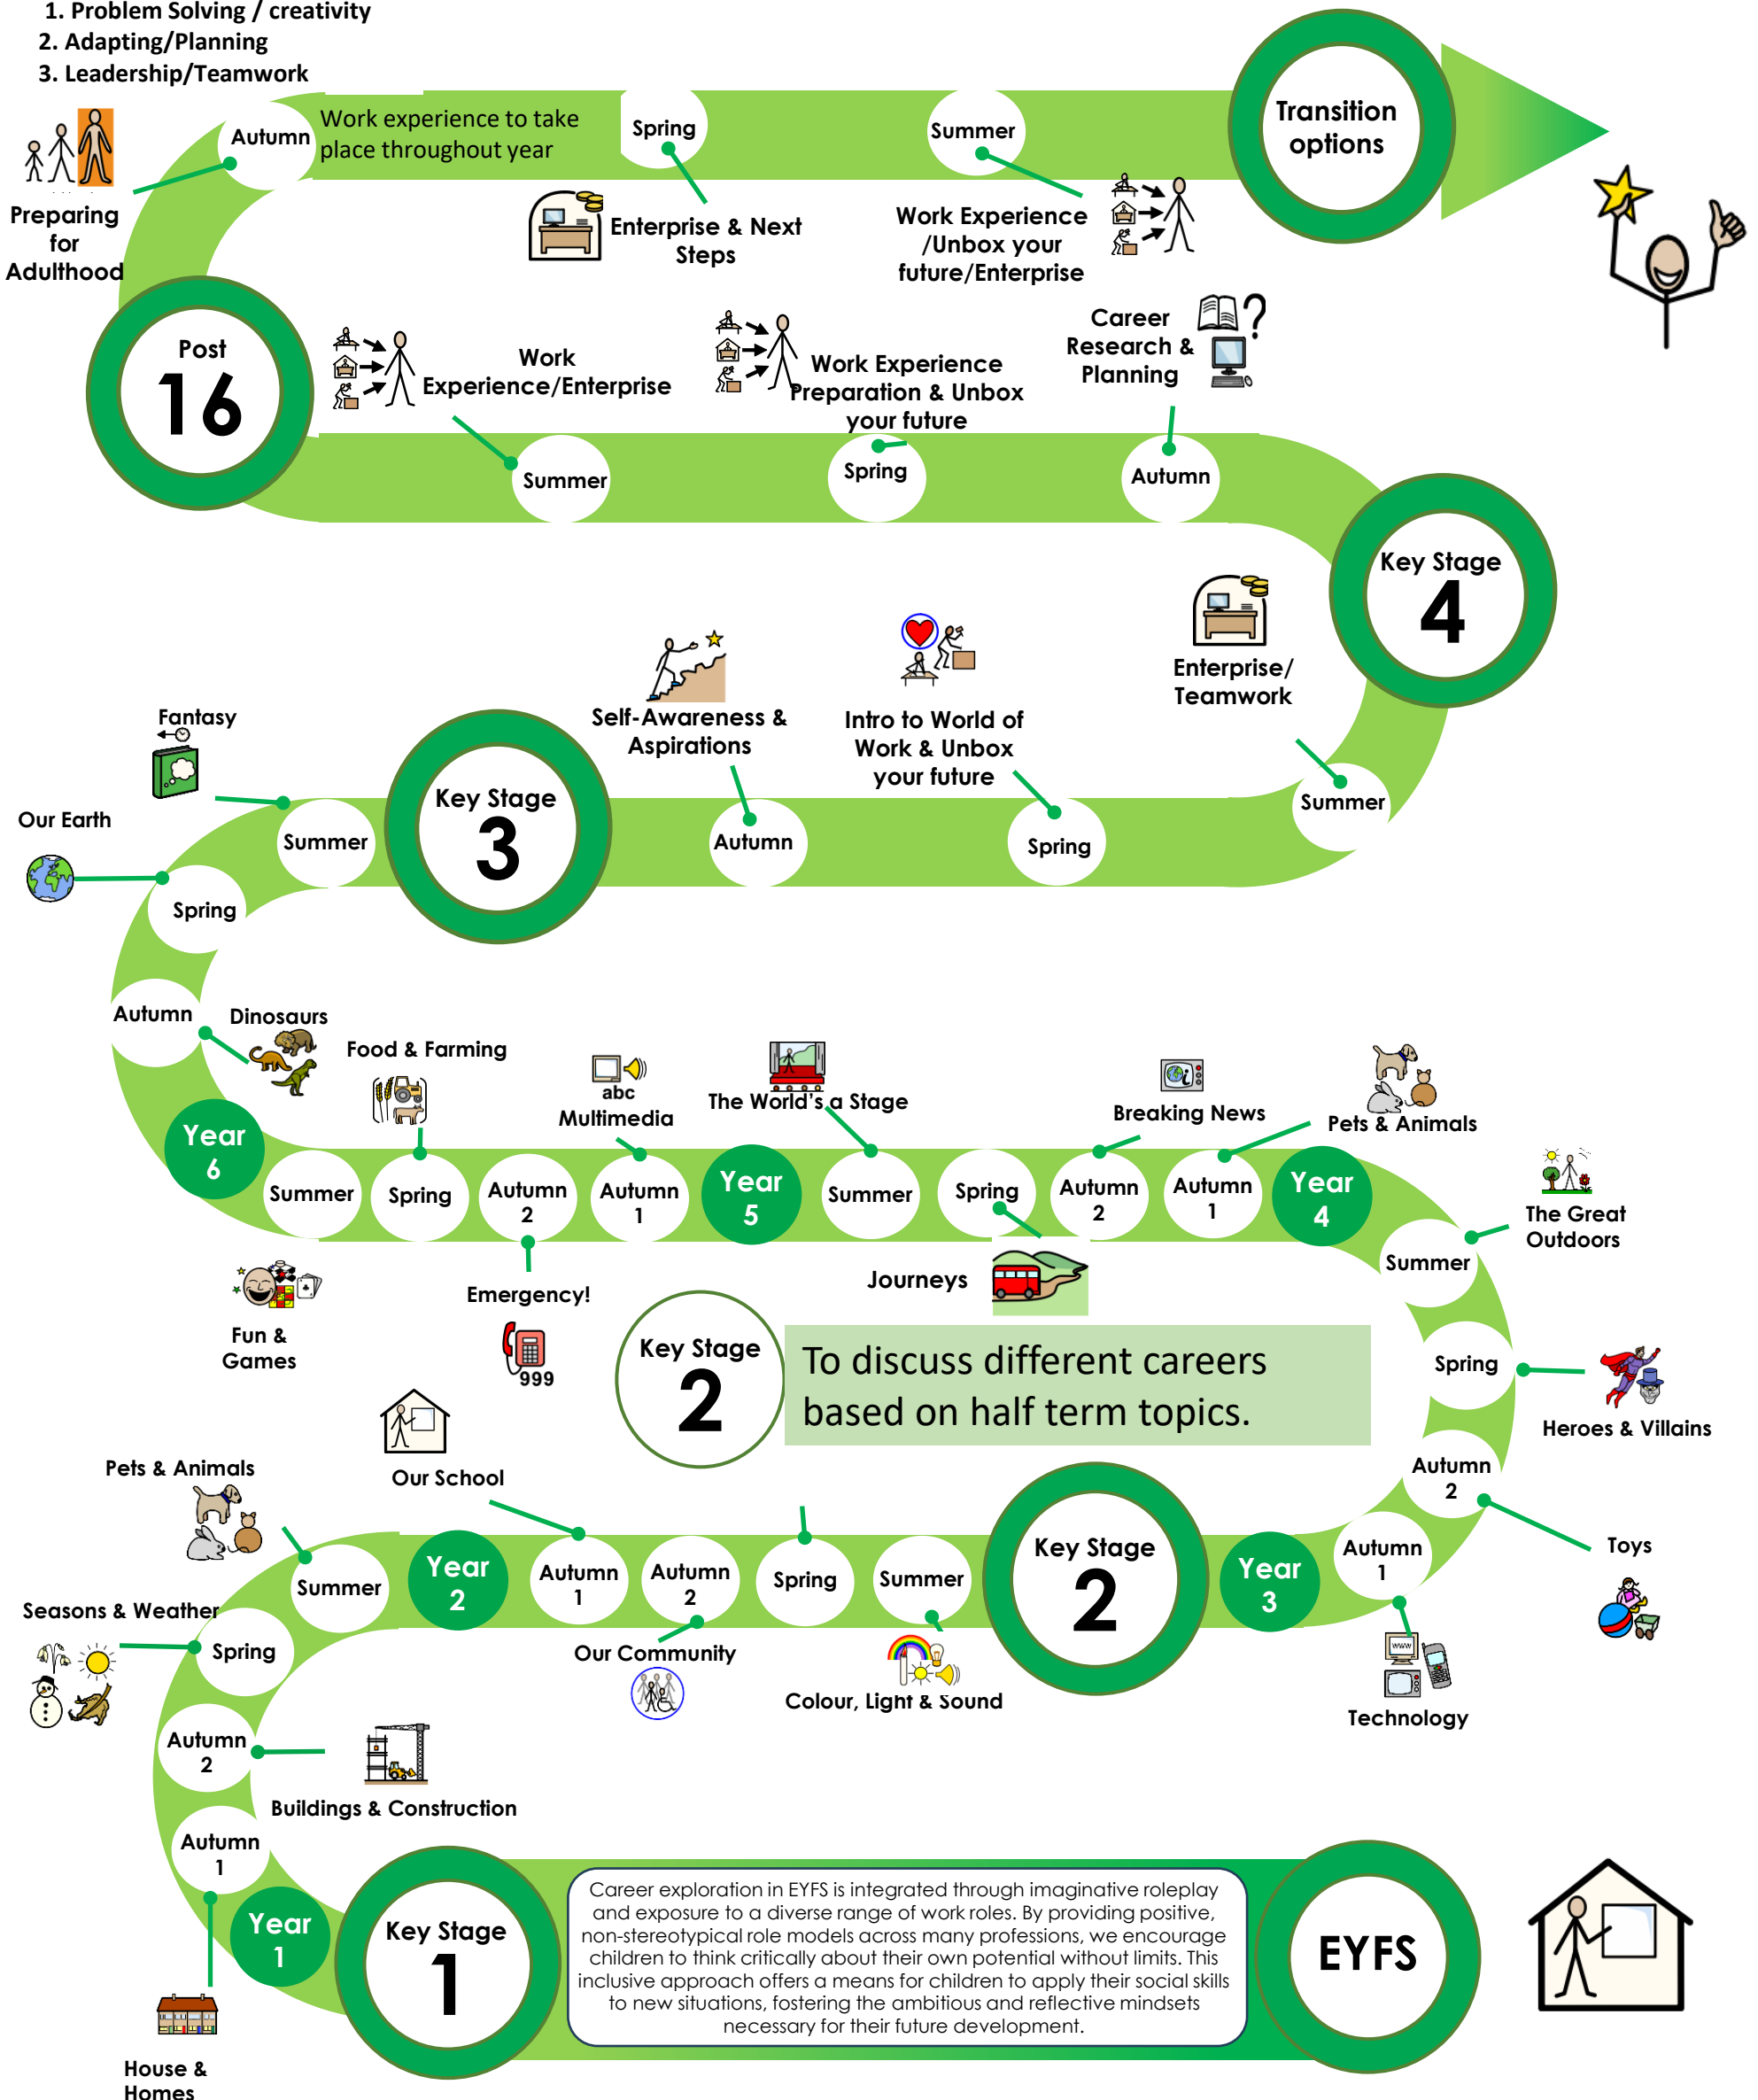 1. Problem Solving / creativity
2. Adapting/Planning
3. Leadership/Teamwork
Autumn
Work experience to take
place throughout year
Spring
Summer
Transition
options
Preparing
for
Adulthood
Enterprise & Next
Steps
Work Experience
/Unbox your
future/Enterprise
Post
16
Work
Experience/Enterprise
Work Experience
Preparation & Unbox
your future
Career
Research &
Planning
?
Summer
Spring
Autumn
Key Stage
4
Enterprise/
Teamwork
Self-Awareness &
Aspirations
Intro to World of
Work & Unbox
your future
Fantasy
Our Earth
Summer
Key Stage
3
Autumn
Spring
Summer
Spring
Autumn
Dinosaurs
Food & Farming
abc
Multimedia
The World's a Stage
Breaking News
Pets & Animals
Year
6
Summer
Spring
Autumn
2
Autumn
1
Year
5
Summer
Spring
Autumn
2
Autumn
1
Year
4
The Great
Outdoors
Summer
Fun &
Games
Emergency!
999
Journeys
Key Stage
2
To discuss different careers
based on half term topics.
Spring
Heroes & Villains
Autumn
2
Toys
Pets & Animals
Our School
Summer
Year
2
Autumn
1
Autumn
2
Spring
Summer
Key Stage
2
Year
3
Autumn
1
Seasons & Weather
Spring
Our Community
Colour, Light & Sound
www
Technology
Autumn
2
Buildings & Construction
Autumn
1
Year
1
Key Stage
1
Career exploration in EYFS is integrated through imaginative roleplay
and exposure to a diverse range of work roles. By providing positive,
non-stereotypical role models across many professions, we encourage
children to think critically about their own potential without limits. This
inclusive approach offers a means for children to apply their social skills
to new situations, fostering the ambitious and reflective mindsets
necessary for their future development.
EYFS
House &
Homes